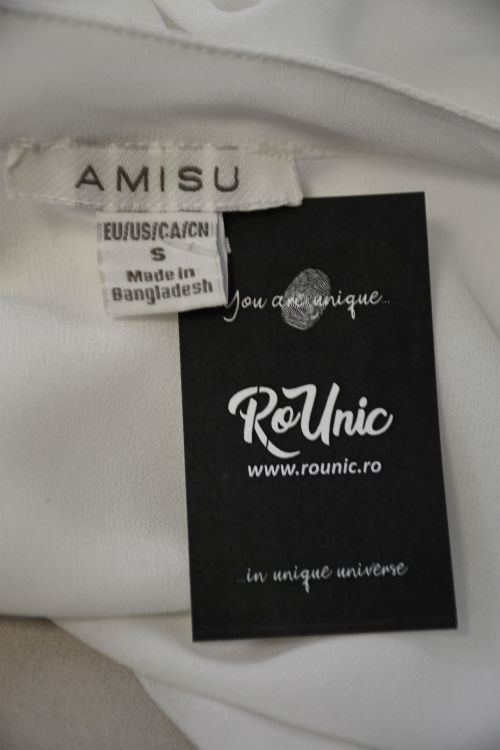 AMISU
EU/US/CA/CN
S
Made in
Bangladesh
You are unique...
RoUnic
www.rounic.ro
...in unique universe